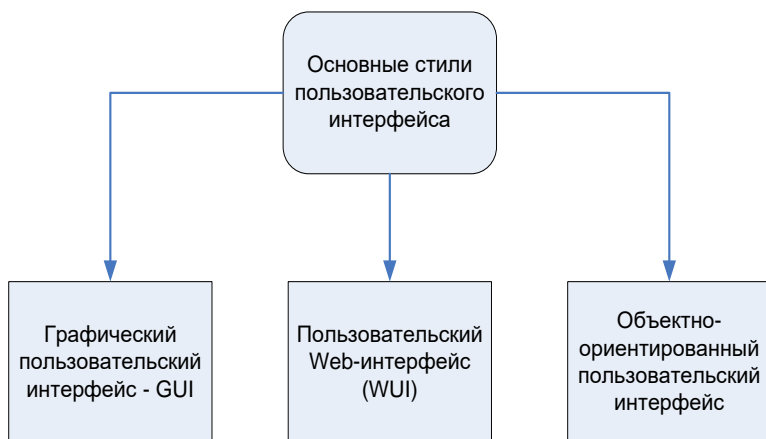 Основные стили
пользовательского
интерфейса
Графический
пользовательский
интерфейс - GUI
Пользовательский
Web-интерфейс
(WUI)
Объектно-
ориентированный
пользовательский
интерфейс